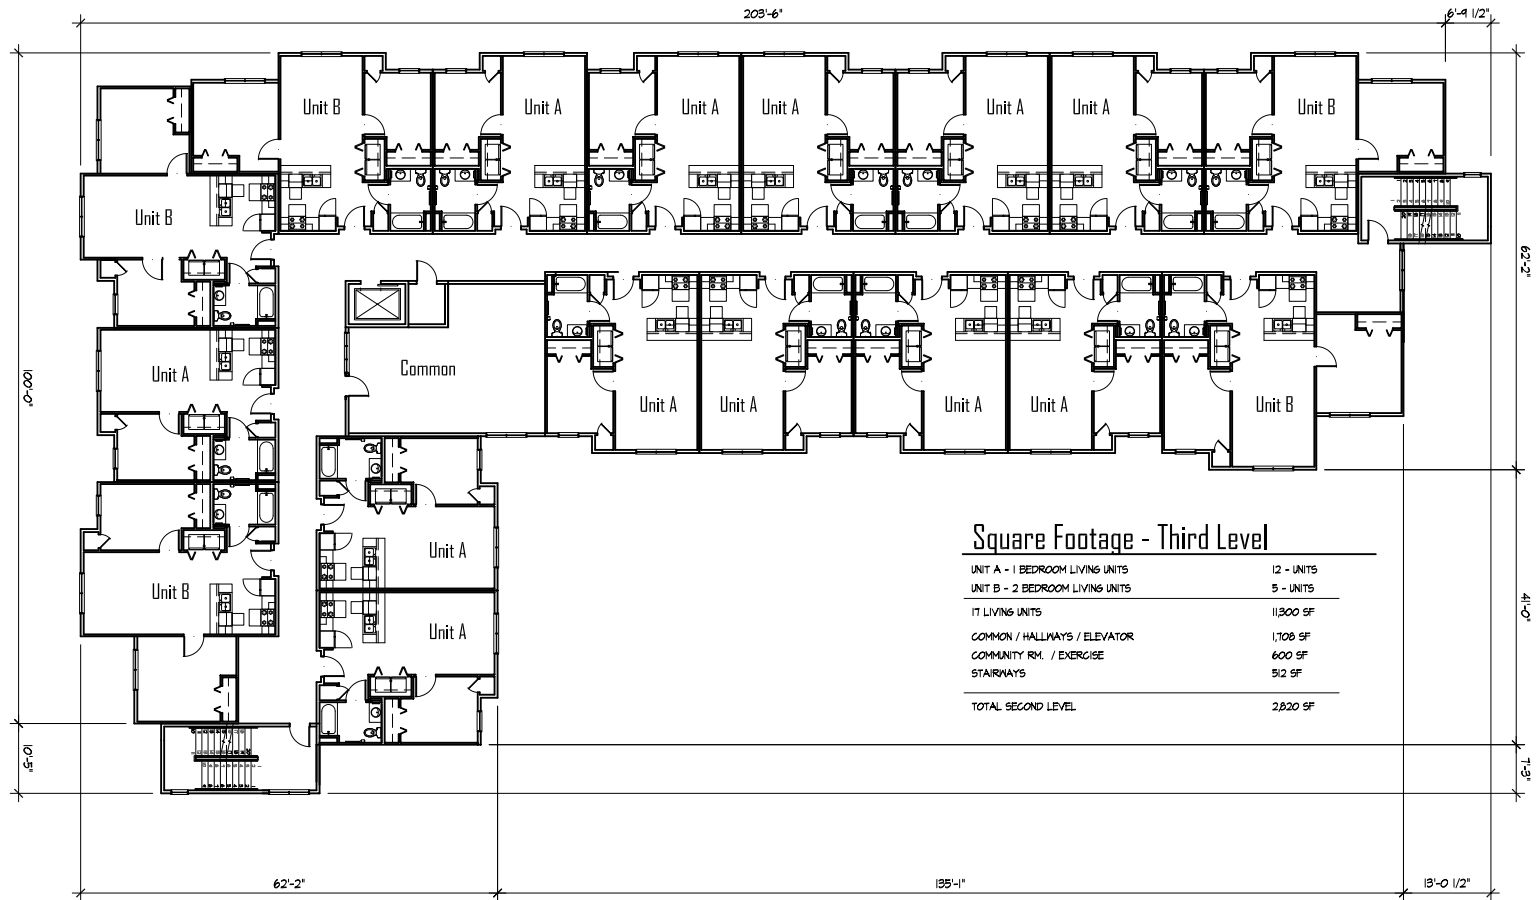 203'-6"
6'-9 1/2"
Unit B
Unit A
Unit A
Unit A
Unit A
Unit A
Unit B
Unit B
62'-2"
100'-0"
Unit A
Common
Unit A
Unit A
Unit A
Unit A
Unit B
Unit A
Unit B
Unit A
41'-0"
10'-5"
7'-3"
Square Footage - Third Level
UNIT A - 1 BEDROOM LIVING UNITS 12 - UNITS
UNIT B - 2 BEDROOM LIVING UNITS 5 - UNITS
17 LIVING UNITS 11,300 SF
COMMON / HALLWAYS / ELEVATOR 1,708 SF
COMMUNITY RM. / EXERCISE 600 SF
STAIRWAYS 512 SF
TOTAL SECOND LEVEL 2,820 SF
62'-2"
135'-1"
13'-0 1/2"